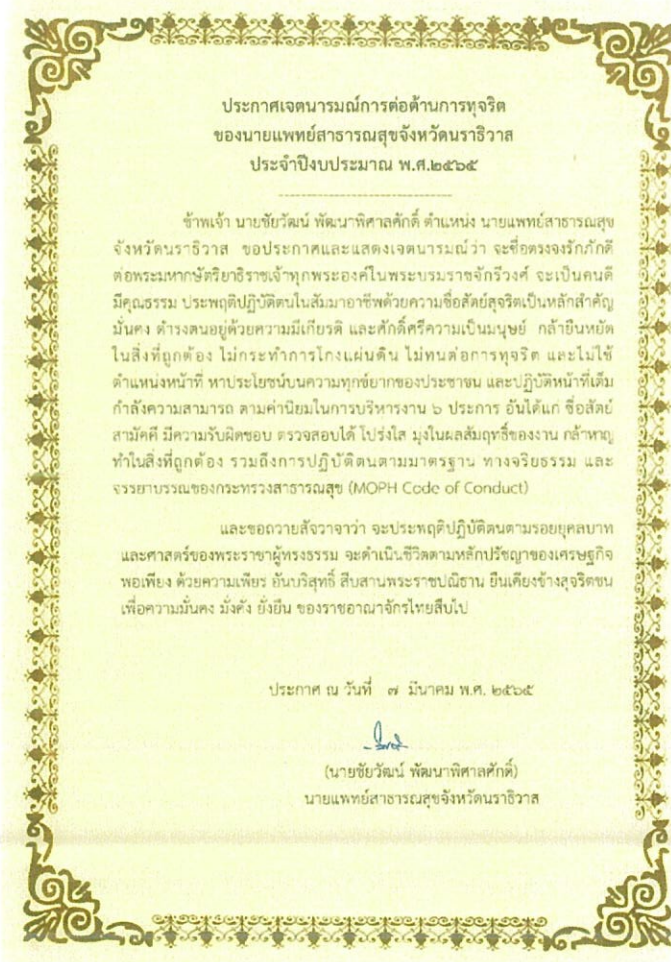 ประกาศเจตนารมณ์การต่อต้านการทุจริต
ของนายแพทย์สาธารณสุขจังหวัดนราธิวาส
ประจำปีงบประมาณ พ.ศ.๒๕๖๕
ข้าพเจ้า นายชัยวัฒน์ พัฒนาพิศาลศักดิ์ ตำแหน่ง นายแพทย์สาธารณสุข
จังหวัดนราธิวาส ขอประกาศและแสดงเจตนารมณ์ว่า จะซื่อตรงจงรักภักดี
ต่อพระมหากษัตริยาธิราชเจ้าทุกพระองค์ในพระบรมราชจักรีวงศ์ จะเป็นคนดี
มีคุณธรรม ประพฤติปฏิบัติตนในสัมมาอาชีพด้วยความซื่อสัตย์สุจริตเป็นหลักสำคัญ
มั่นคง ดำรงตนอยู่ด้วยความมีเกียรติ และศักดิ์ศรีความเป็นมนุษย์ กล้ายืนหยัด
ในสิ่งที่ถูกต้อง ไม่กระทำการโกงแผ่นดิน ไม่ทนต่อการทุจริต และไม่ใช้
ตำแหน่งหน้าที่ หาประโยชน์บนความทุกข์ยากของประชาชน และปฏิบัติหน้าที่เต็ม
กำลังความสามารถ ตามค่านิยมในการบริหารงาน ๖ ประการ อันได้แก่ ซื่อสัตย์
สามัคคี มีความรับผิดชอบ ตรวจสอบได้ โปร่งใส มุ่งในผลสัมฤทธิ์ของงาน กล้าหาญ
ทำในสิ่งที่ถูกต้อง รวมถึงการปฏิบัติตนตามมาตรฐาน ทางจริยธรรม และ
จรรยาบรรณของกระทรวงสาธารณสุข (MOPH Code of Conduct)
และขอถวายสัจวาจาว่า จะประพฤติปฏิบัติตนตามรอยยุคลบาท
และศาสตร์ของพระราชาผู้ทรงธรรม จะดำเนินชีวิตตามหลักปรัชญาของเศรษฐกิจ
พอเพียง ด้วยความเพียร อันบริสุทธิ์ สืบสานพระราชปณิธาน ยืนเคียงข้างสุจริตชน
เพื่อความมั่นคง มั่งคั่ง ยั่งยืน ของราชอาณาจักรไทยสืบไป
ประกาศ ณ วันที่ ๗ มีนาคม พ.ศ. ๒๕๖๕
(นายชัยวัฒน์ พัฒนาพิศาลศักดิ์)
นายแพทย์สาธารณสุขจังหวัดนราธิวาส